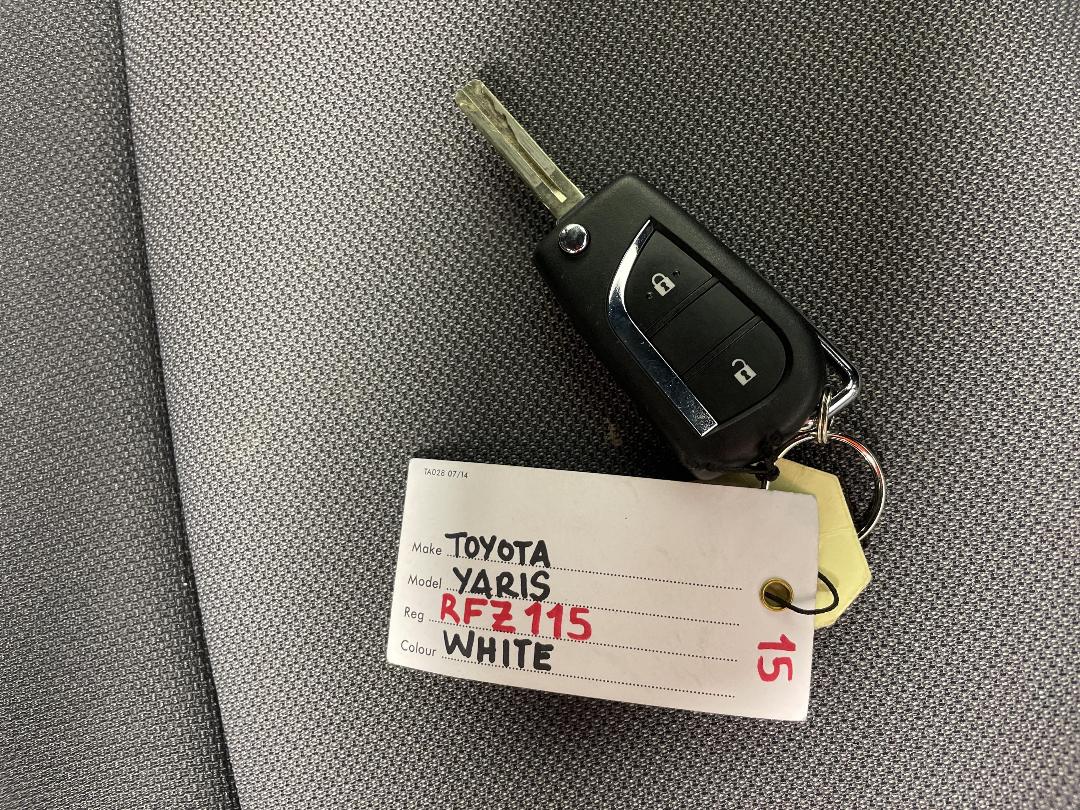 TA028 07/14
Make TOYOTA
Model YARIS
Reg RFZ115
Colour WHITE
15